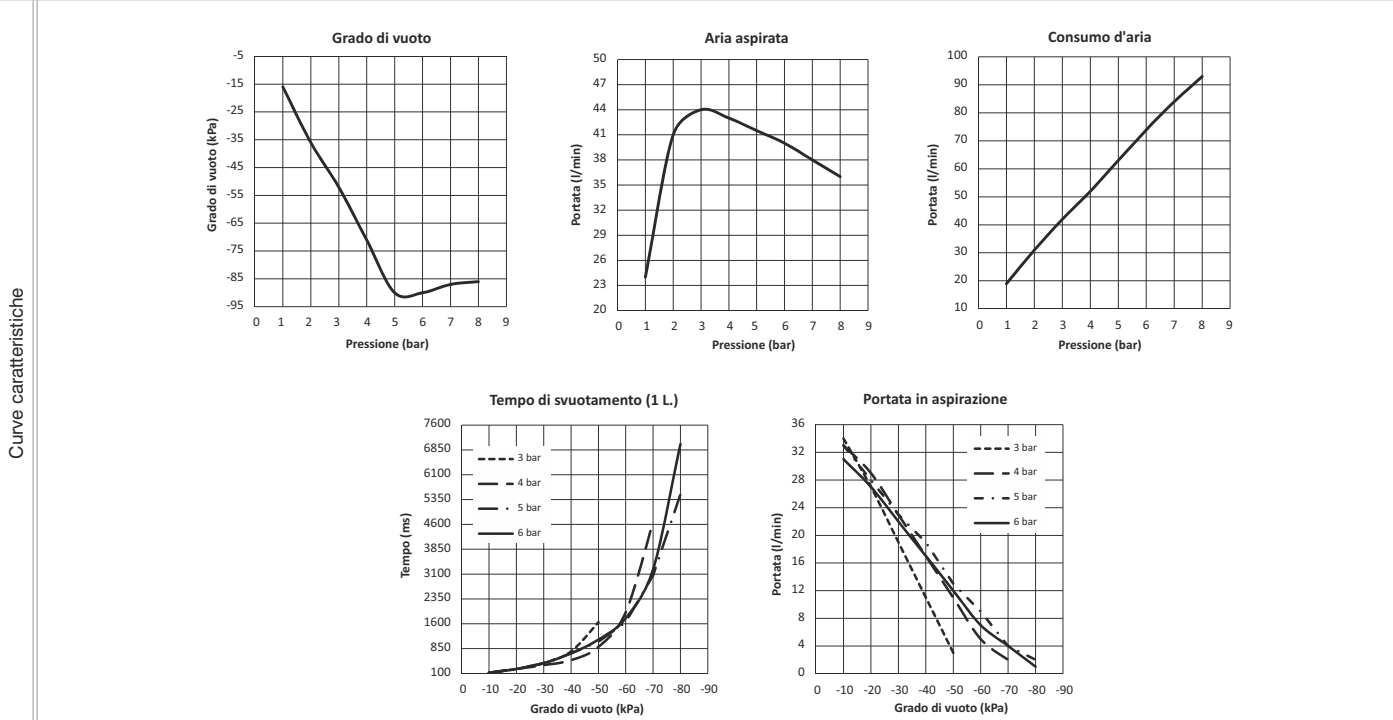 Curve caratteristiche
Grado di vuoto
Grado di vuoto (kPa)
-5
-15
-25
-35
-45
-55
-65
-75
-85
-95
0 1 2 3 4 5 6 7 8 9
Pressione (bar)
Aria aspirata
Portata (l/min)
50
47
44
41
38
35
32
29
26
23
20
0 1 2 3 4 5 6 7 8 9
Pressione (bar)
Consumo d'aria
Portata (l/min)
100
90
80
70
60
50
40
30
20
10
0 1 2 3 4 5 6 7 8 9
Pressione (bar)
Tempo di svuotamento (1 L.)
Tempo (ms)
7600
6850
6100
5350
4600
3850
3100
2350
1600
850
100
3 bar
4 bar
5 bar
6 bar
0 -10 -20 -30 -40 -50 -60 -70 -80 -90
Grado di vuoto (kPa)
Portata in aspirazione
Portata (l/min)
36
32
28
24
20
16
12
8
4
0
3 bar
4 bar
5 bar
6 bar
0 -10 -20 -30 -40 -50 -60 -70 -80 -90
Grado di vuoto (kPa)